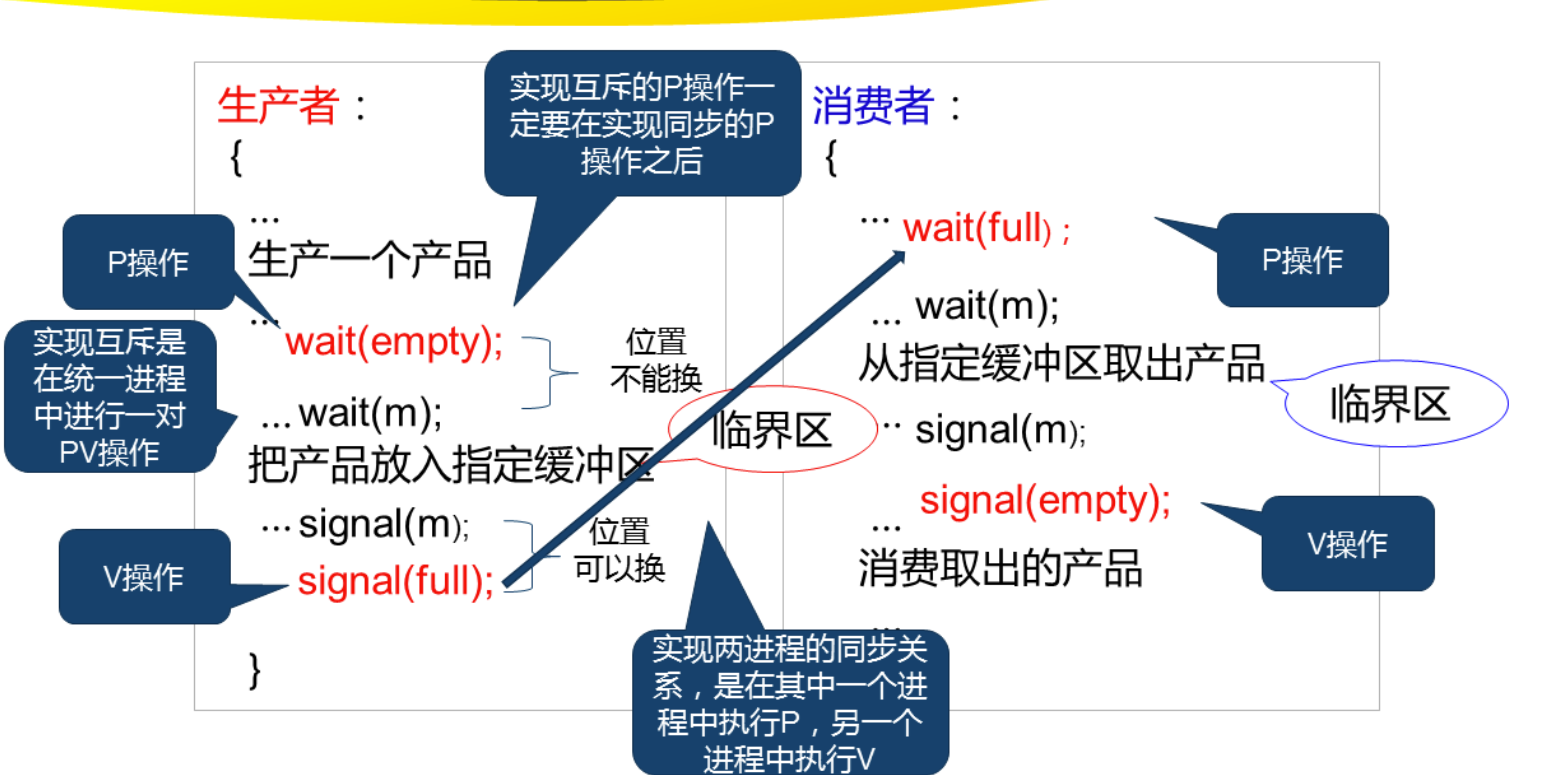 生产者：
{
...
生产一个产品
... wait(empty);
... wait(m);
把产品放入指定缓冲区
... signal(m);
signal(full);
}
P操作
实现互斥是
在统一进程
中进行一对
PV操作
V操作
实现互斥的P操作一
定要在实现同步的P
操作之后
位置
不能换
临界区
位置
可以换
实现两进程的同步关
系，是在其中一个进
程中执行P，另一个
进程中执行V
消费者：
{
... wait(full) ;
... wait(m);
从指定缓冲区取出产品
.. signal(m);
signal(empty);
...
消费取出的产品
...
P操作
临界区
V操作